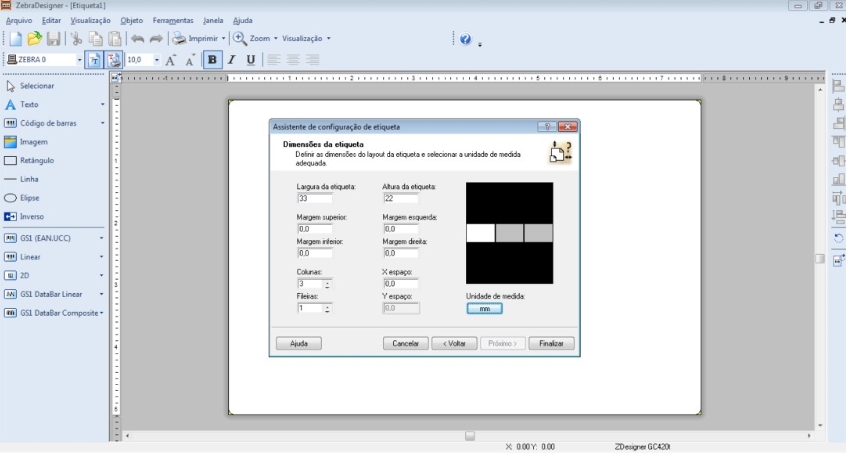 ZebraDesigner - [Etiqueta1]
Arquivo Editar Visualização Objeto Ferramentas Janela Ajuda
Imprimir Zoom Visualização
ZEBRA 0 10,0 A A B I U
Selecionar
Texto
Código de barras
Imagem
Retângulo
Linha
Elipse
Inverso
GS1 (EAN.UCC)
Linear
2D
GS1 DataBar Linear
GS1 DataBar Composite
Assistente de configuração de etiqueta
Dimensões da etiqueta
Definir as dimensões do layout da etiqueta e selecionar a unidade de medida
adequada.
Largura da etiqueta: Altura da etiqueta:
33 22
Margem superior: Margem esquerda:
0,0 0,0
Margem inferior: Margem direita:
0,0 0,0
Colunas: X espaço:
3 0,0
Fileiras: Y espaço: Unidade de medida:
1 0,0 mm
Ajuda Cancelar < Voltar Próximo > Finalizar
X: 0.00 Y: 0.00 ZDesigner GC420t